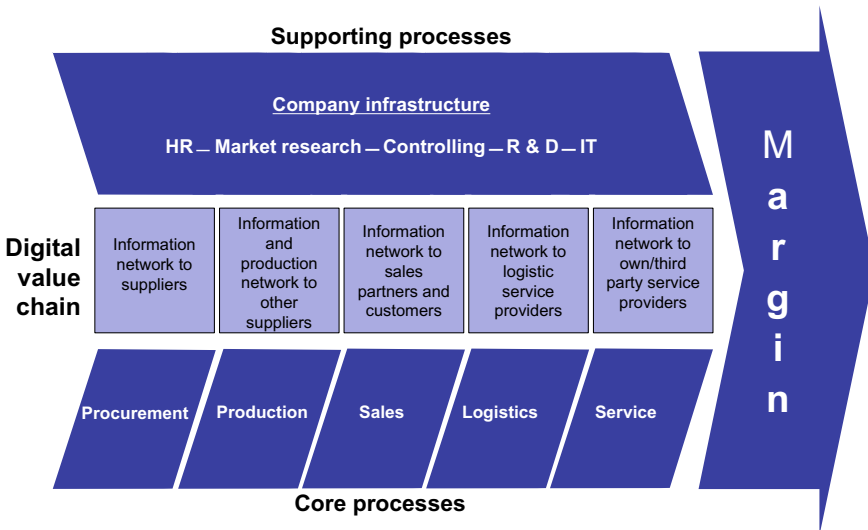 Supporting processes
Company infrastructure
HR – Market research – Controlling – R & D – IT
Digital
value
chain
Information
network to
suppliers
Information
and
production
network to
other
suppliers
Information
network to
sales
partners and
customers
Information
network to
logistic
service
providers
Information
network to
own/third
party service
providers
Procurement
Production
Sales
Logistics
Service
Core processes
M
a
r
g
i
n